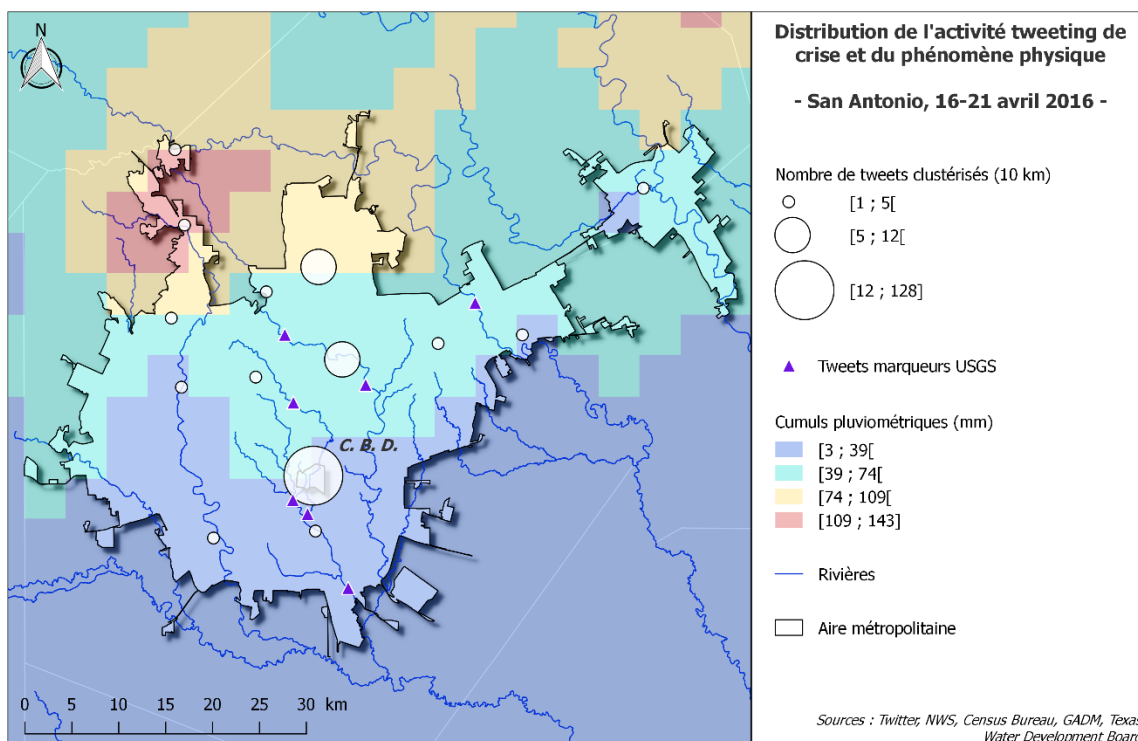 N
C. B. D.
0 5 10 15 20 25 30 km
Distribution de l'activité tweeting de
crise et du phénomène physique
- San Antonio, 16-21 avril 2016 -
Nombre de tweets clustérisés (10 km)
[1 ; 5[
[5 ; 12[
[12 ; 128]
Tweets marqueurs USGS
Cumuls pluviométriques (mm)
[3 ; 39[
[39 ; 74[
[74 ; 109[
[109 ; 143]
Rivières
Aire métropolitaine
Sources : Twitter, NWS, Census Bureau, GADM, Texas
Water Development Board